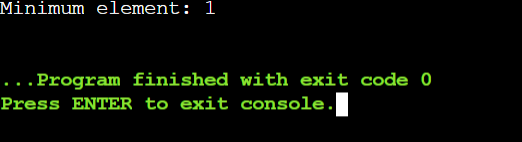 Minimum element: 1
...Program finished with exit code 0
Press ENTER to exit console.